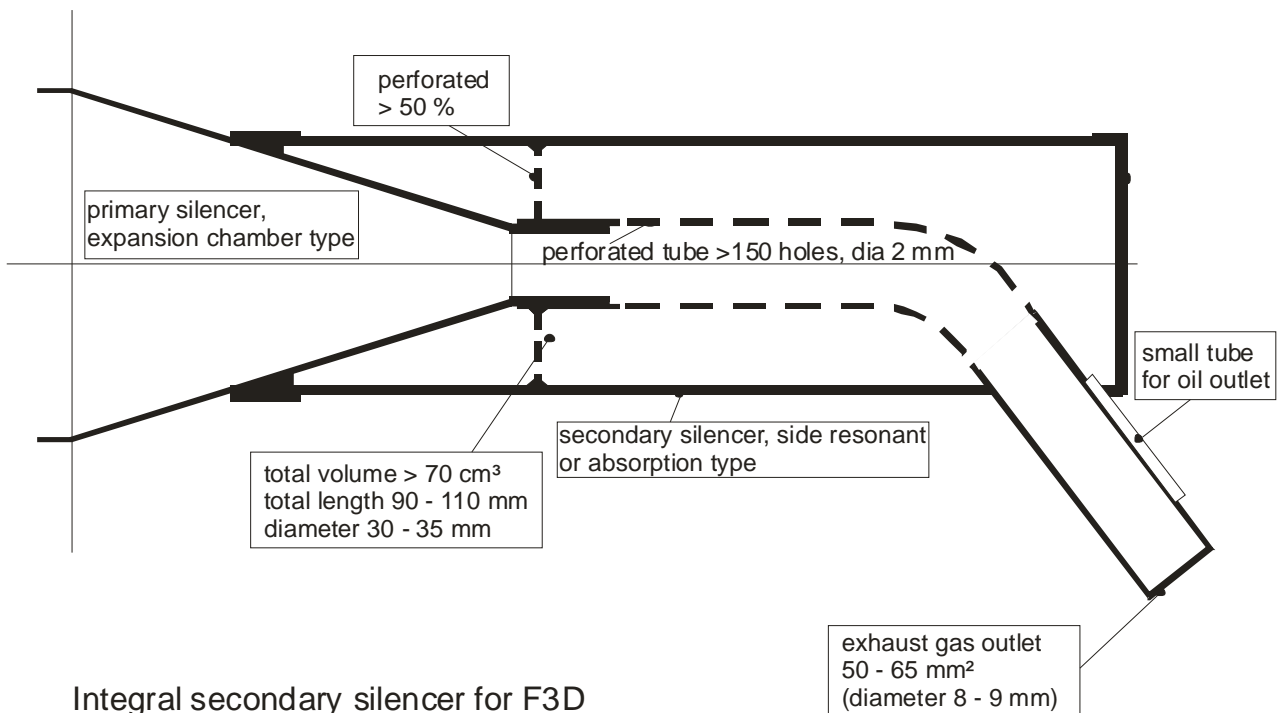 perforated
> 50 %
primary silencer,
expansion chamber type
perforated tube >150 holes, dia 2 mm
small tube
for oil outlet
secondary silencer, side resonant
or absorption type
total volume > 70 cm³
total length 90 - 110 mm
diameter 30 - 35 mm
exhaust gas outlet
50 - 65 mm²
(diameter 8 - 9 mm)
Integral secondary silencer for F3D